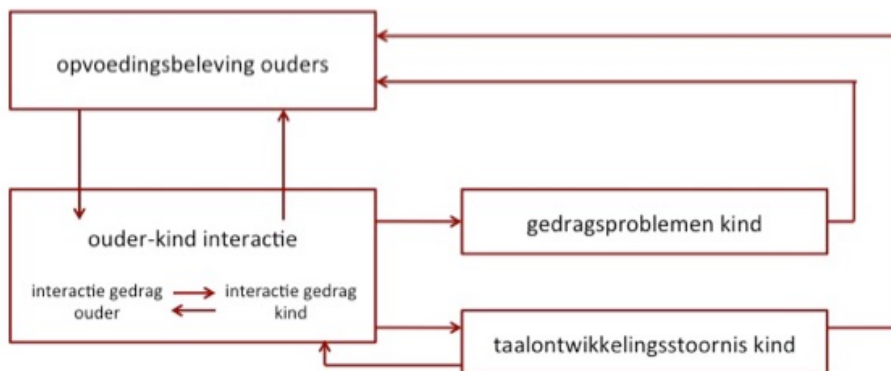 opvoedingsbeleving ouders
ouder-kind interactie
interactie gedrag
ouder
interactie gedrag
kind
gedragsproblemen kind
taalontwikkelingsstoornis kind